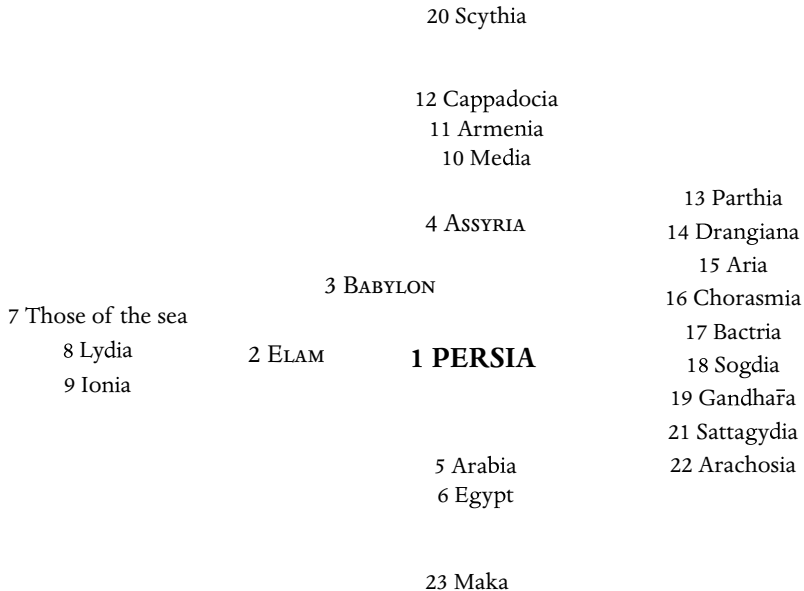 20 Scythia
12 Cappadocia
11 Armenia
10 Media
13 Parthia
4 Assyria
14 Drangiana
15 Aria
3 Babylon
16 Chorasmia
7 Those of the sea
17 Bactria
8 Lydia
2 Elam
1 PERSIA
18 Sogdia
9 Ionia
19 Gandhār̄a
21 Sattagydia
5 Arabia
22 Arachosia
6 Egypt
23 Maka